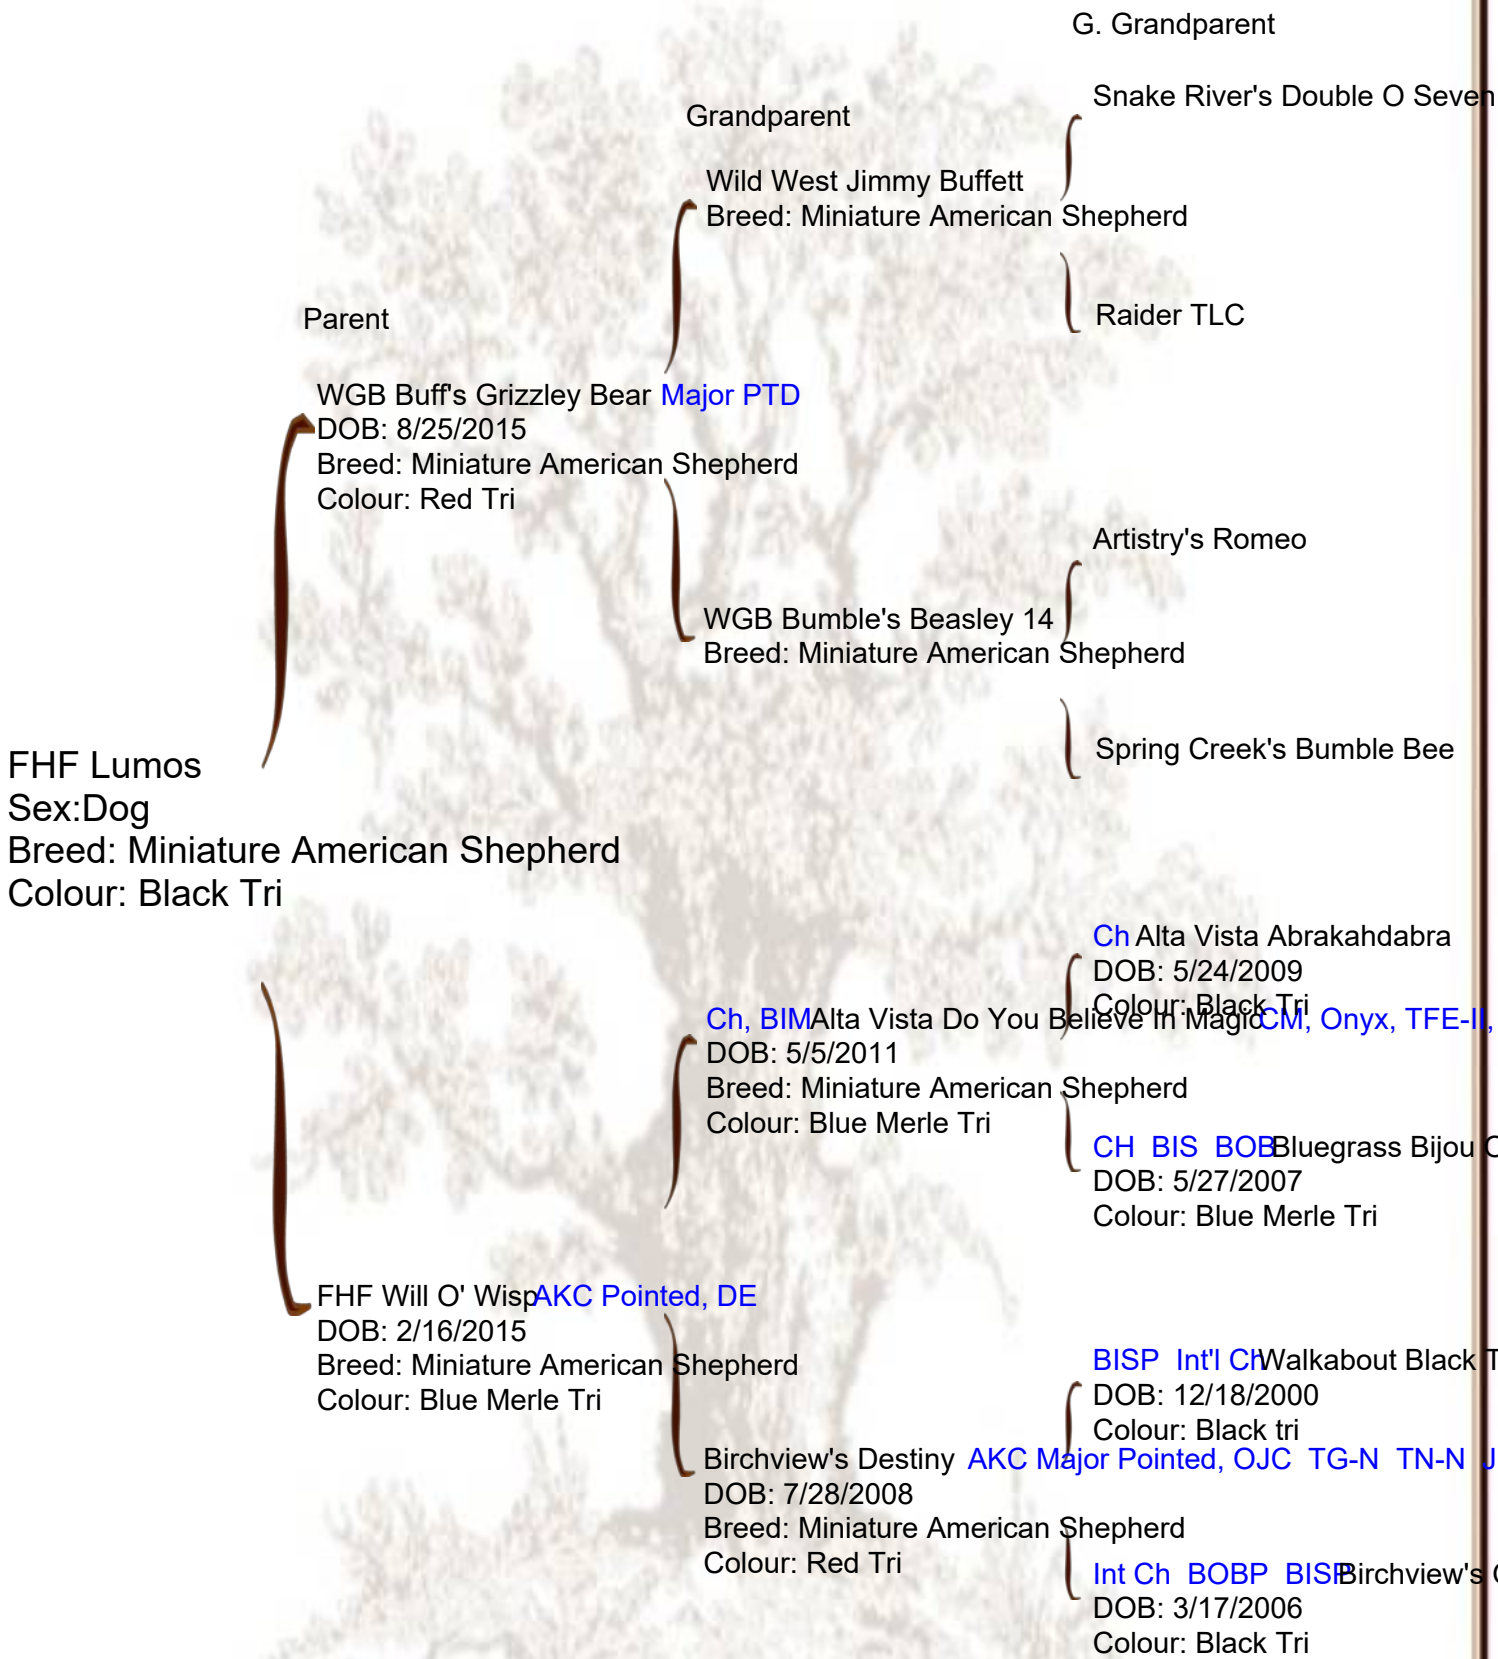 G. Grandparent
Snake River's Double O Seven
Grandparent
Wild West Jimmy Buffett
Breed: Miniature American Shepherd
Raider TLC
Parent
WGB Buff's Grizzley Bear Major PTD
DOB: 8/25/2015
Breed: Miniature American Shepherd
Colour: Red Tri
Artistry's Romeo
WGB Bumble's Beasley 14
Breed: Miniature American Shepherd
Spring Creek's Bumble Bee
FHF Lumos
Sex:Dog
Breed: Miniature American Shepherd
Colour: Black Tri
Ch Alta Vista Abrakahdabra
DOB: 5/24/2009
Colour: Black Tri
Ch, BIM Alta Vista Do You Believe In Magic CM, Onyx, TFE-II,
DOB: 5/5/2011
Breed: Miniature American Shepherd
Colour: Blue Merle Tri
CH BIS BOB Bluegrass Bijou
DOB: 5/27/2007
Colour: Blue Merle Tri
FHF Will O' Wisp AKC Pointed, DE
DOB: 2/16/2015
Breed: Miniature American Shepherd
Colour: Blue Merle Tri
BISP Int'l Ch Walkabout Black
DOB: 12/18/2000
Colour: Black tri
Birchview's Destiny AKC Major Pointed, OJC TG-N TN-N
DOB: 7/28/2008
Breed: Miniature American Shepherd
Colour: Red Tri
Int Ch BOBP BISP Birchview's
DOB: 3/17/2006
Colour: Black Tri